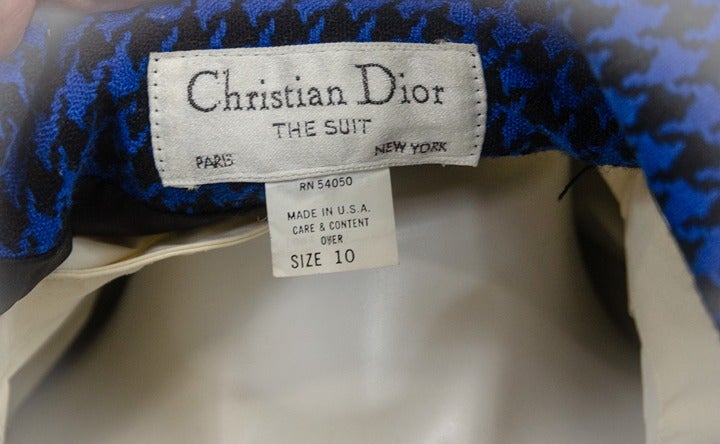 Christian Dior
THE SUIT
PARIS NEW YORK
RN 54050
MADE IN U.S.A.
CARE & CONTENT
OVER
SIZE 10